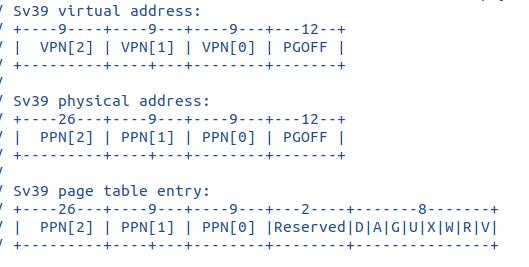 / Sv39 virtual address:
/ +----9----+----9---+----9---+---12--+
/ |  VPN[2] | VPN[1] | VPN[0] | PGOFF |
/ +---------+----+---+--------+-------+
/
/ Sv39 physical address:
/ +----26---+----9---+----9---+---12--+
/ |  PPN[2] | PPN[1] | PPN[0] | PGOFF |
/ +---------+----+---+--------+-------+
/
/ Sv39 page table entry:
/ +----26---+----9---+----9---+---2----+-------8-------+
/ |  PPN[2] | PPN[1] | PPN[0] |Reserved|D|A|G|U|X|W|R|V|
/ +---------+----+---+--------+--------+---------------+